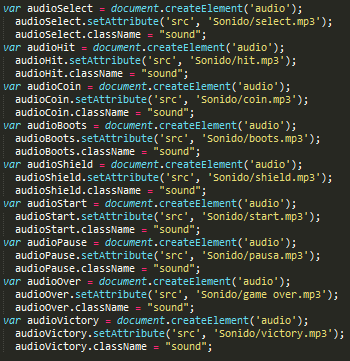 var audioSelect = document.createElement('audio');
audioSelect.setAttribute('src', 'Sonido/select.mp3');
audioSelect.className = "sound";
var audioHit = document.createElement('audio');
audioHit.setAttribute('src', 'Sonido/hit.mp3');
audioHit.className = "sound";
var audioCoin = document.createElement('audio');
audioCoin.setAttribute('src', 'Sonido/coin.mp3');
audioCoin.className = "sound";
var audioBoots = document.createElement('audio');
audioBoots.setAttribute('src', 'Sonido/boots.mp3');
audioBoots.className = "sound";
var audioShield = document.createElement('audio');
audioShield.setAttribute('src', 'Sonido/shield.mp3');
audioShield.className = "sound";
var audioStart = document.createElement('audio');
audioStart.setAttribute('src', 'Sonido/start.mp3');
audioStart.className = "sound";
var audioPause = document.createElement('audio');
audioPause.setAttribute('src', 'Sonido/pausa.mp3');
audioPause.className = "sound";
var audioOver = document.createElement('audio');
audioOver.setAttribute('src', 'Sonido/game over.mp3');
audioOver.className = "sound";
var audioVictory = document.createElement('audio');
audioVictory.setAttribute('src', 'Sonido/victory.mp3');
audioVictory.className = "sound";